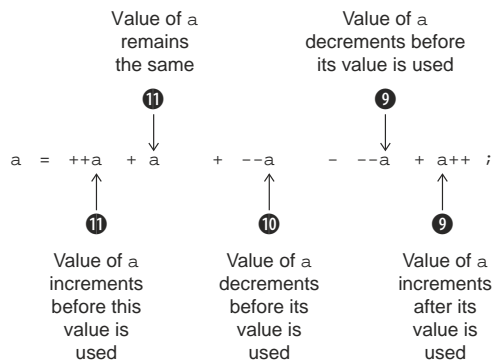 Value of a
remains
the same
Value of a
decrements before
its value is used
11
9
a = ++a + a + --a - --a + a++ ;
11
10
9
Value of a
increments
before this
value is
used
Value of a
decrements
before its
value is
used
Value of a
increments
after its
value is
used